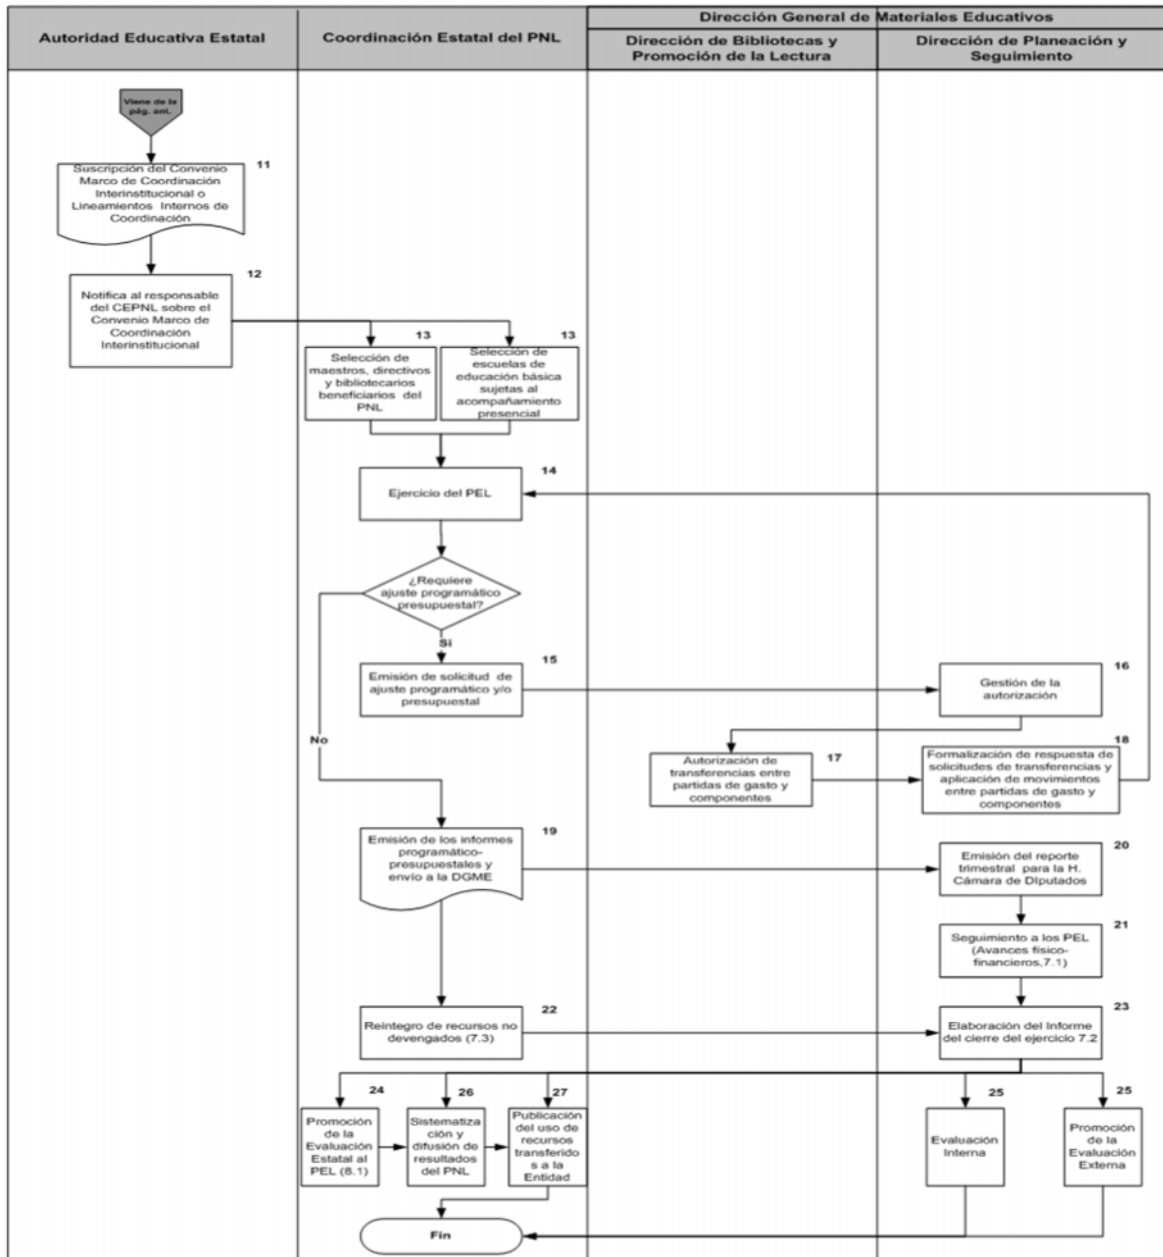 Autoridad Educativa Estatal
Coordinación Estatal del PNL
Dirección General de Materiales Educativos
Dirección de Bibliotecas y
Promoción de la Lectura
Dirección de Planeación y
Seguimiento
Viene de la
pág. ant.
11
Suscripción del Convenio
Marco de Coordinación
Interinstitucional o
Lineamientos Internos de
Coordinación
12
Notifica al responsable
del CEPNL sobre el
Convenio Marco de
Coordinación
Interinstitucional
13
Selección de
maestros, directivos
y bibliotecarios
beneficiarios del
PNL
13
Selección de
escuelas de
educación básica
sujetas al
acompañamiento
presencial
14
Ejercicio del PEL
¿Requiere
ajuste programático
presupuestal?
Si
No
15
Emisión de solicitud de
ajuste programático y/o
presupuestal
16
Gestión de la
autorización
17
Autorización de
transferencias entre
partidas de gasto y
componentes
18
Formalización de respuesta de
solicitudes de transferencias y
aplicación de movimientos
entre partidas de gasto y
componentes
19
Emisión de los informes
programático-
presupuestales y
envío a la DGME
20
Emisión del reporte
trimestral para la H.
Cámara de DIputados
21
Seguimiento a los PEL
(Avances físico-
financieros,7.1)
22
Reintegro de recursos no
devengados (7.3)
23
Elaboración del Informe
del cierre del ejercicio 7.2
24
Promoción
de la
Evaluación
Estatal al
PEL (8.1)
26
Sistematiza
ción y
difusión de
resultados
del PNL
27
Publicación
del uso de
recursos
transferido
s a la
Entidad
25
Evaluación
Interna
25
Promoción
de la
Evaluación
Externa
Fin